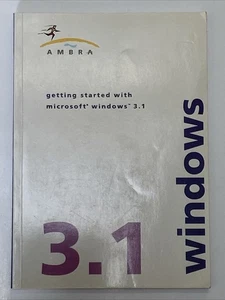 AMBRA
getting started with
microsoft® windows™ 3.1
windows
3.1